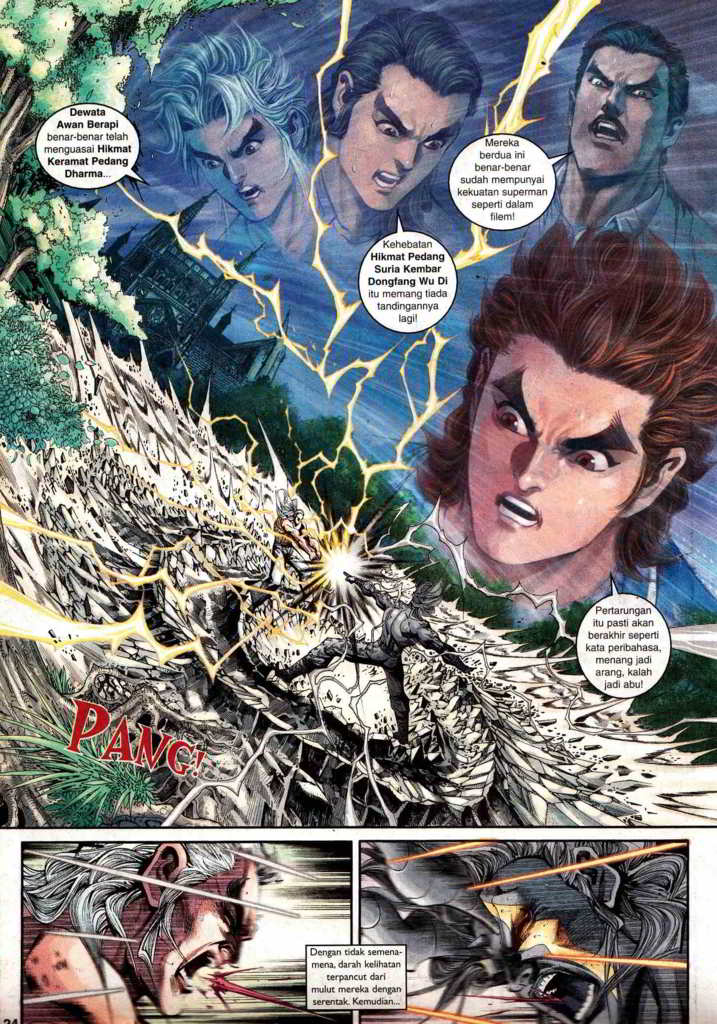 Dewata
Awan Berapi
benar-benar telah
menguasai Hikmat
Keramat Pedang
Dharma...
Mereka
berdua ini
benar-benar
sudah mempunyai
kekuatan superman
seperti dalam
filem!
Kehebatan
Hikmat Pedang
Suria Kembar
Dongfang Wu Di
itu memang tiada
tandingannya
lagi!
Pertarungan
itu pasti akan
berakhir seperti
kata peribahasa,
menang jadi
arang, kalah
jadi abu!
PANG!
Dengan tidak semena-
mena, darah kelihatan
terpancut dari
mulut mereka dengan
serentak. Kemudian...
24